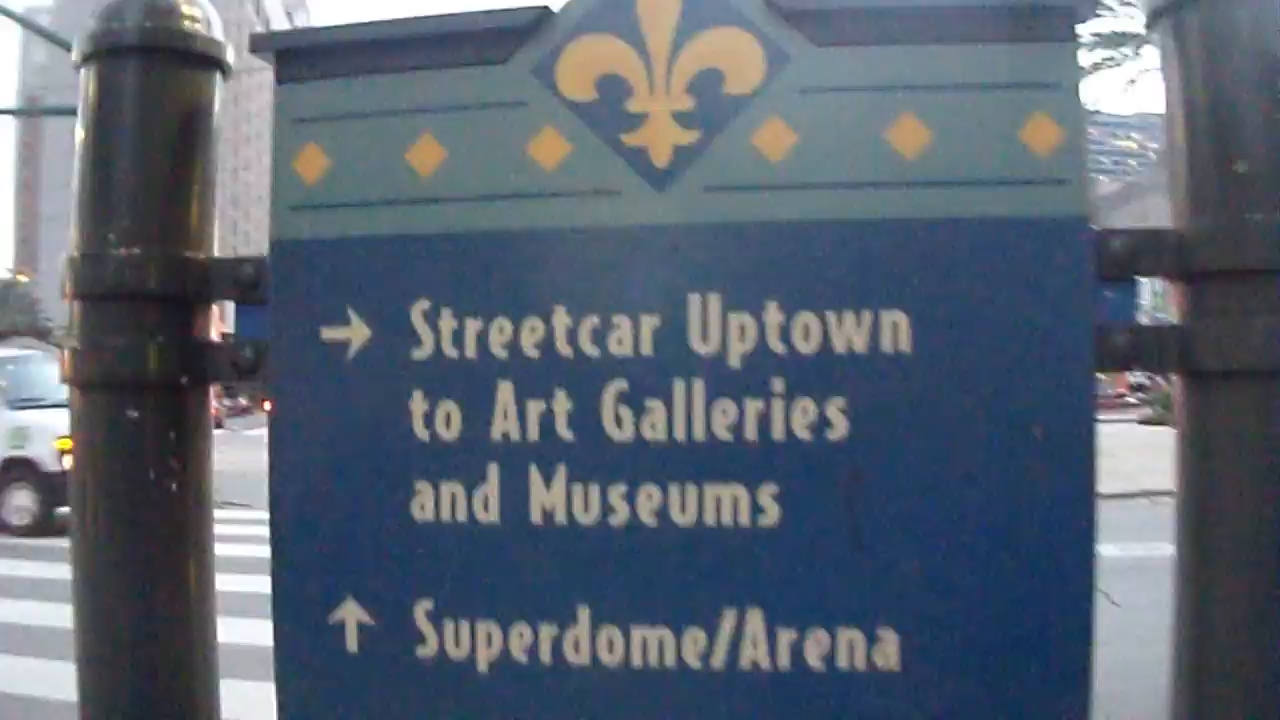 → Streetcar Uptown
to Art Galleries
and Museums
↑ Superdome/Arena